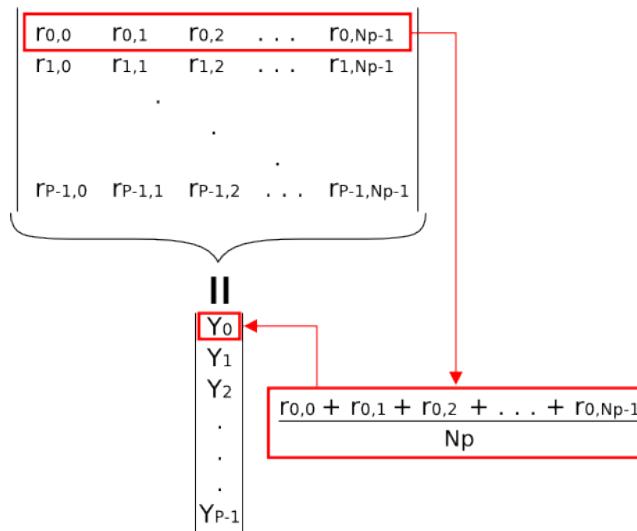 r0,0 r0,1 r0,2 . . . r0,Np-1
r1,0 r1,1 r1,2 . . . r1,Np-1
.
.
.
rP-1,0 rP-1,1 rP-1,2 . . . rP-1,Np-1
=
Y0
Y1
Y2
.
.
.
YP-1
r0,0 + r0,1 + r0,2 + . . . + r0,Np-1
Np